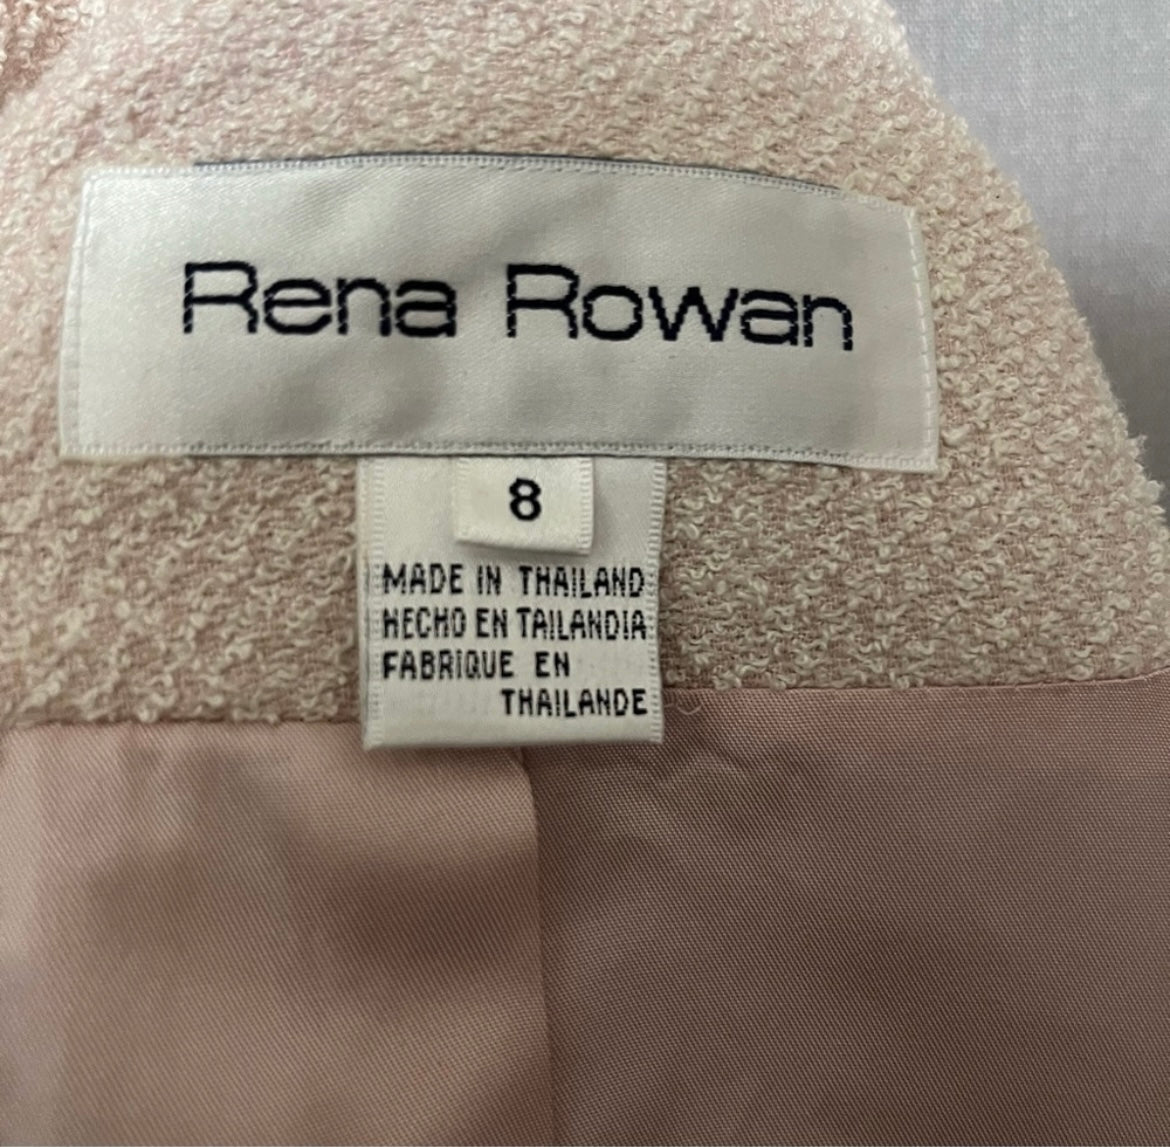 Rena Rowan
8
MADE IN THAILAND
HECHO EN TAILANDIA
FABRIQUE EN
THAILANDE